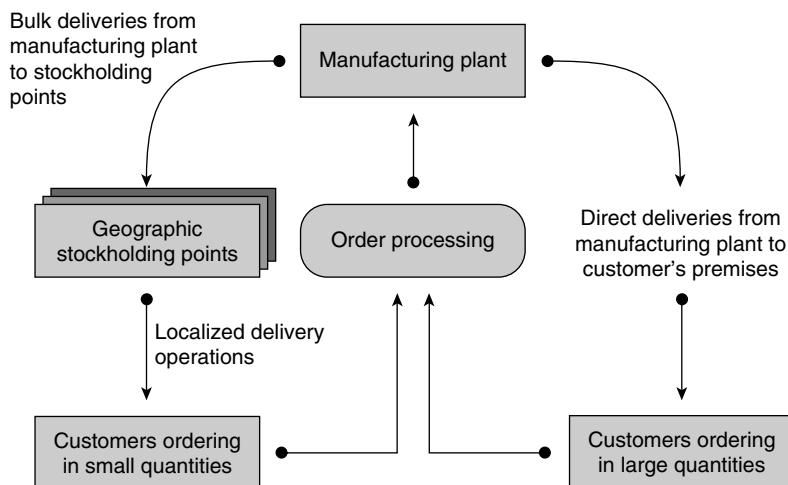 Bulk deliveries from
manufacturing plant
to stockholding
points
Manufacturing plant
Geographic
stockholding points
Order processing
Direct deliveries from
manufacturing plant to
customer's premises
Localized delivery
operations
Customers ordering
in small quantities
Customers ordering
in large quantities